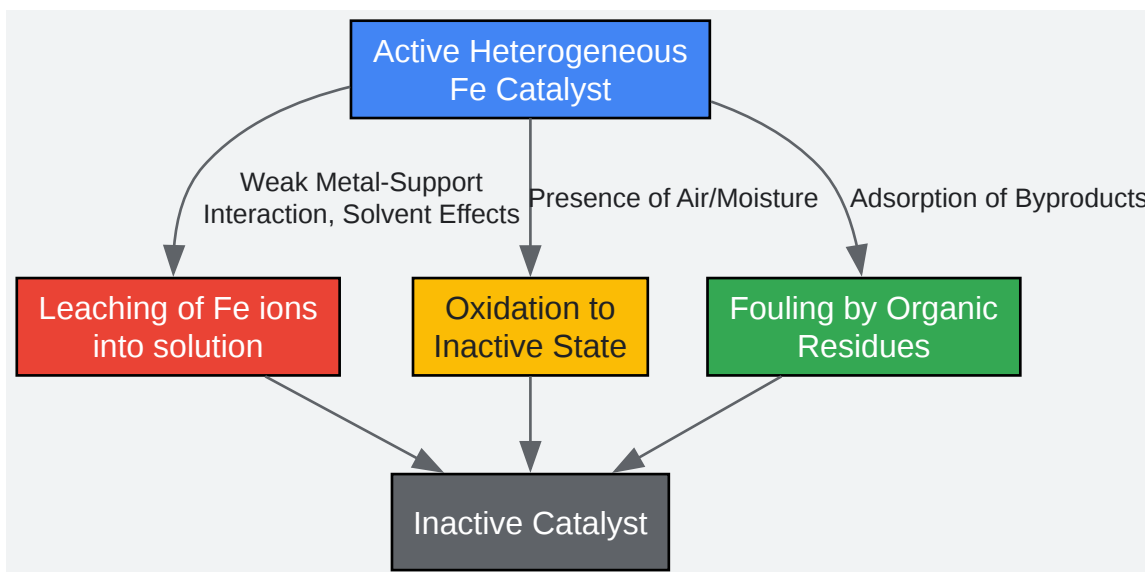 Active Heterogeneous
Fe Catalyst
Weak Metal-Support
Interaction, Solvent Effects
Presence of Air/Moisture
Adsorption of Byproducts
Leaching of Fe ions
into solution
Oxidation to
Inactive State
Fouling by Organic
Residues
Inactive Catalyst